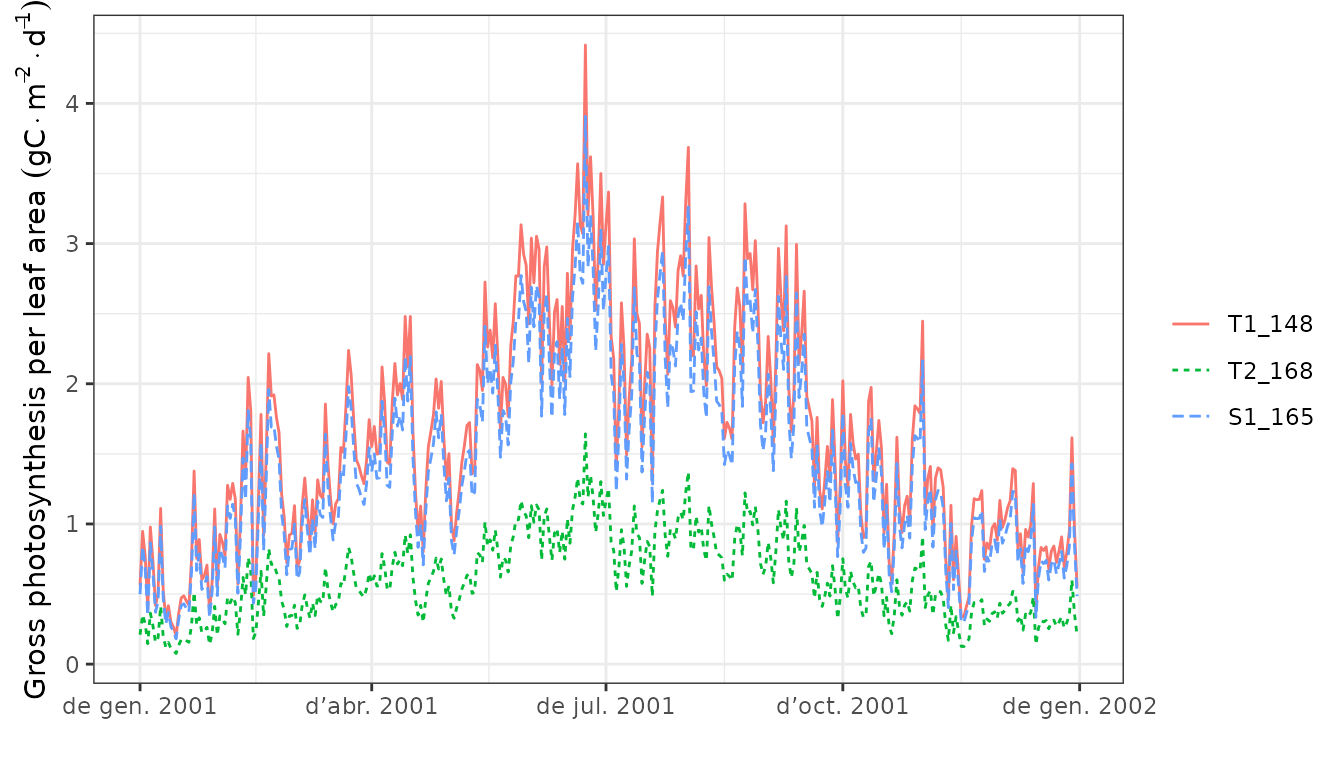 Gross photosynthesis per leaf area (gC · m⁻² · d⁻¹)
4
3
2
1
0
de gen. 2001
d’abr. 2001
de jul. 2001
d’oct. 2001
de gen. 2002
T1_148
T2_168
S1_165